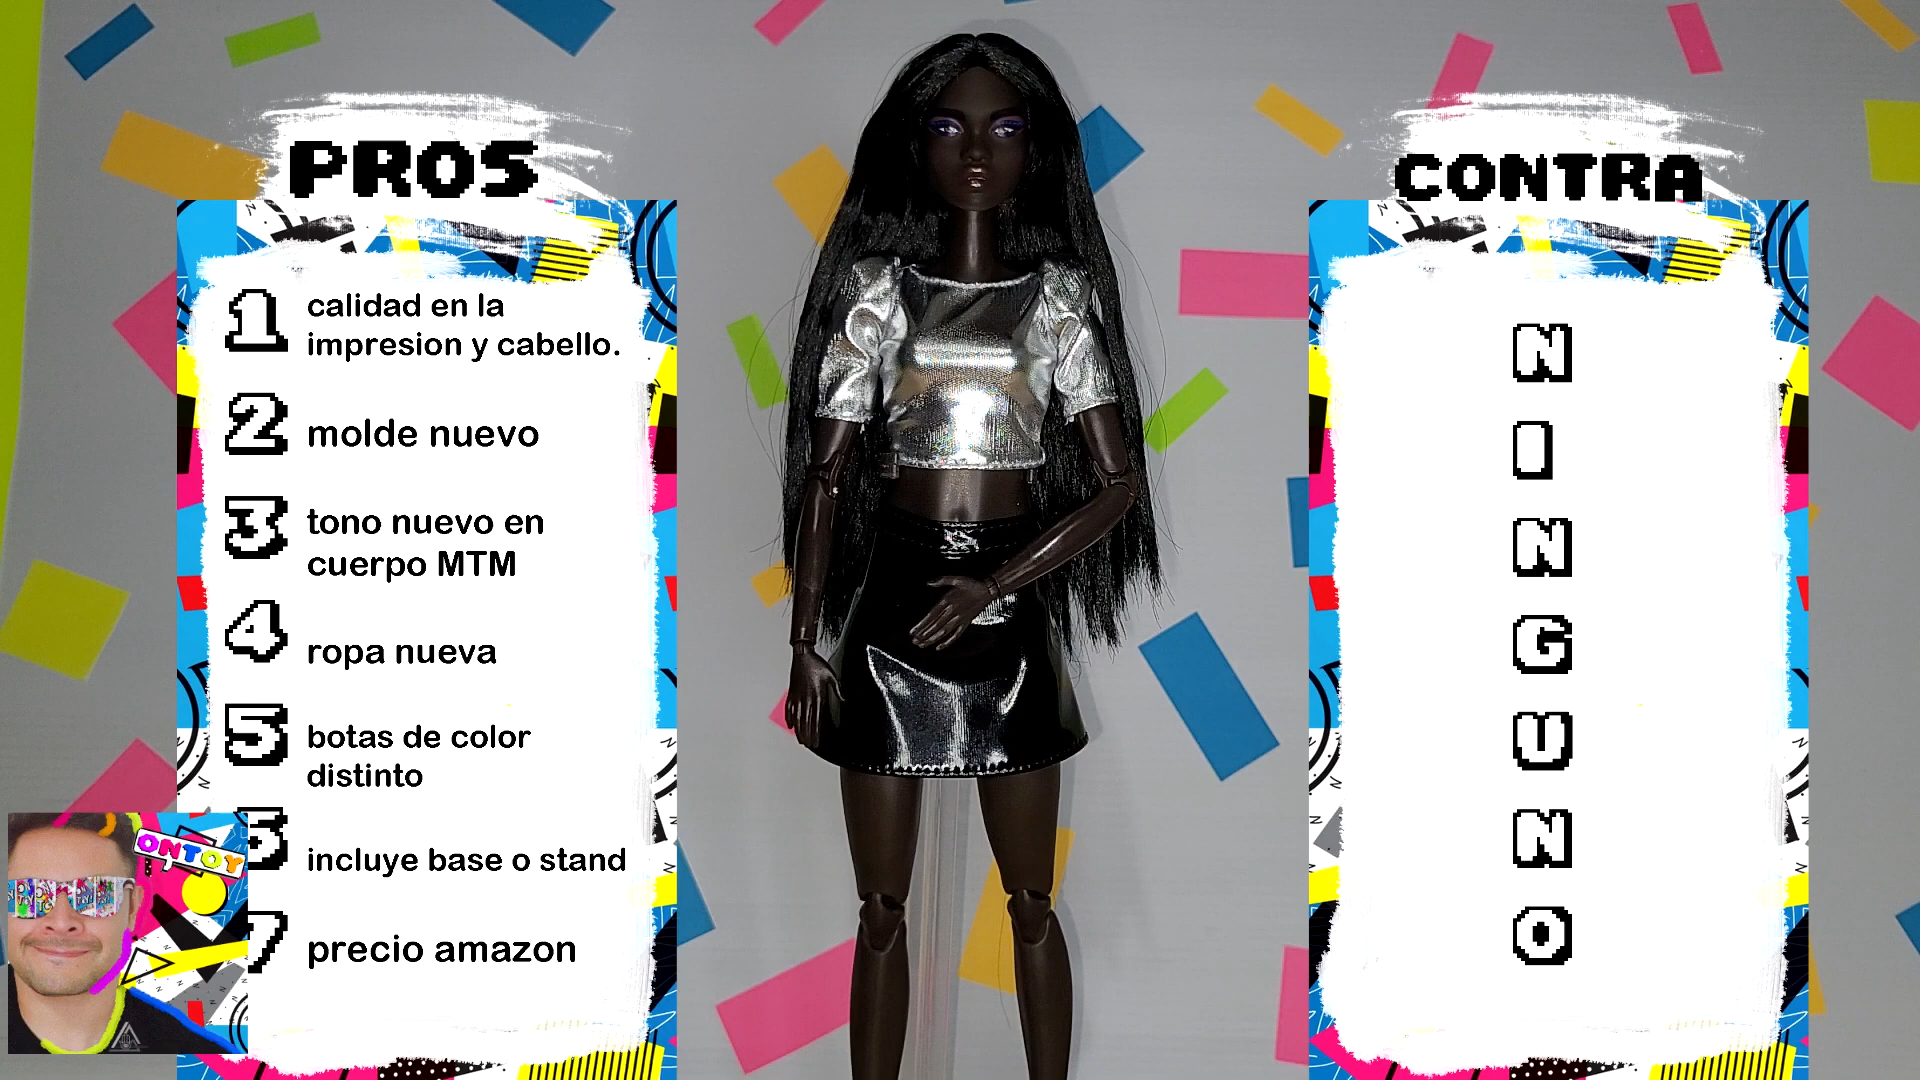 PROS
1 calidad en la
impresion y cabello.
2 molde nuevo
3 tono nuevo en
cuerpo MTM
4 ropa nueva
5 botas de color
distinto
6 incluye base o stand
7 precio amazon
ONTOY
CONTRA
N
I
N
G
U
N
O